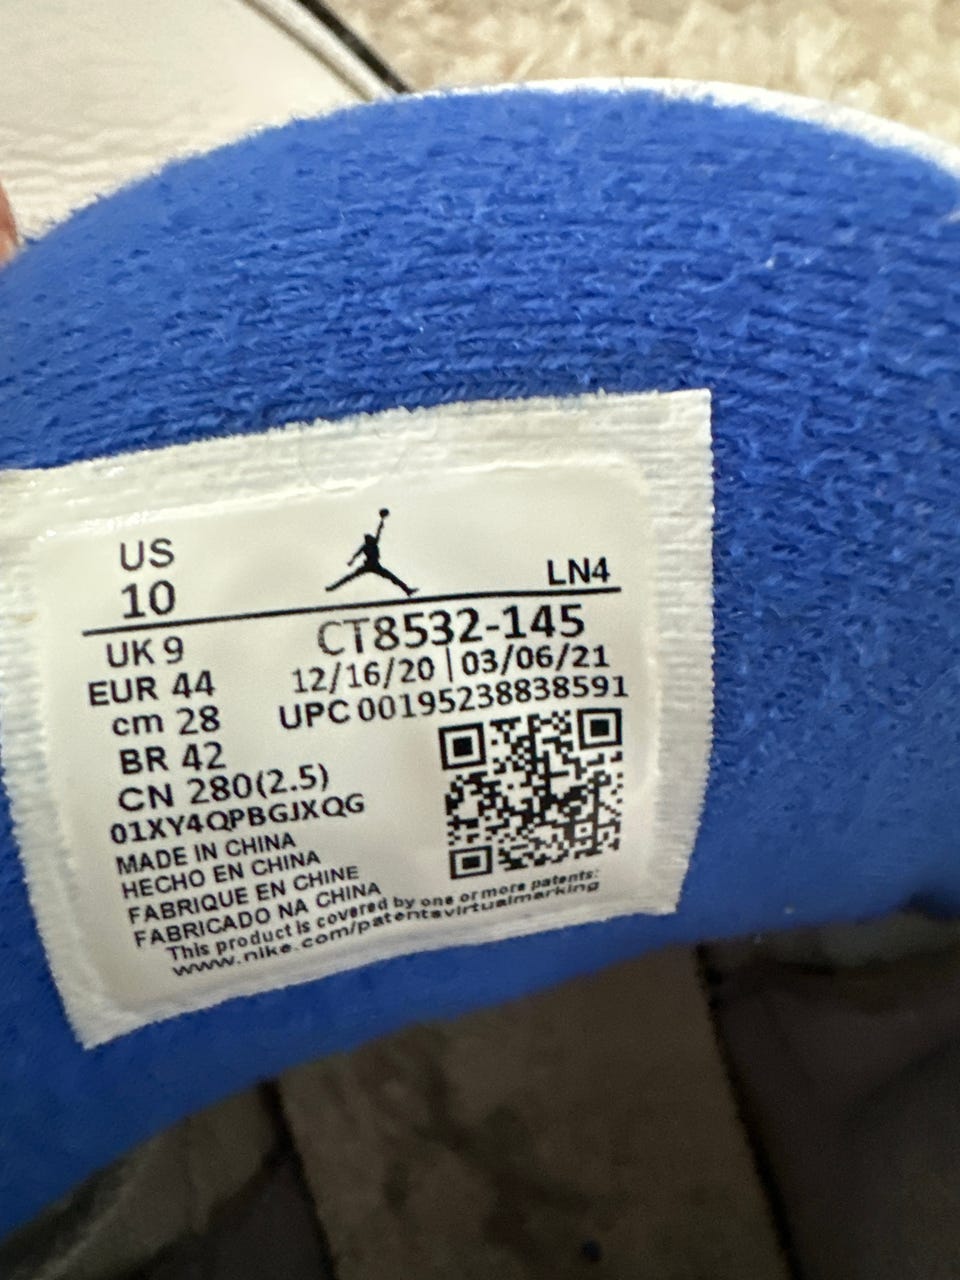 US
10
LN4
UK 9
EUR 44
cm 28
BR 42
CN 280(2.5)
CT8532-145
12/16/20 | 03/06/21
UPC 00195238838591
01XY4QPBGJXQG
MADE IN CHINA
HECHO EN CHINA
FABRIQUE EN CHINE
FABRICADO NA CHINA
This product is covered by one or more patents:
www.nike.com/patentsvirtualmarking